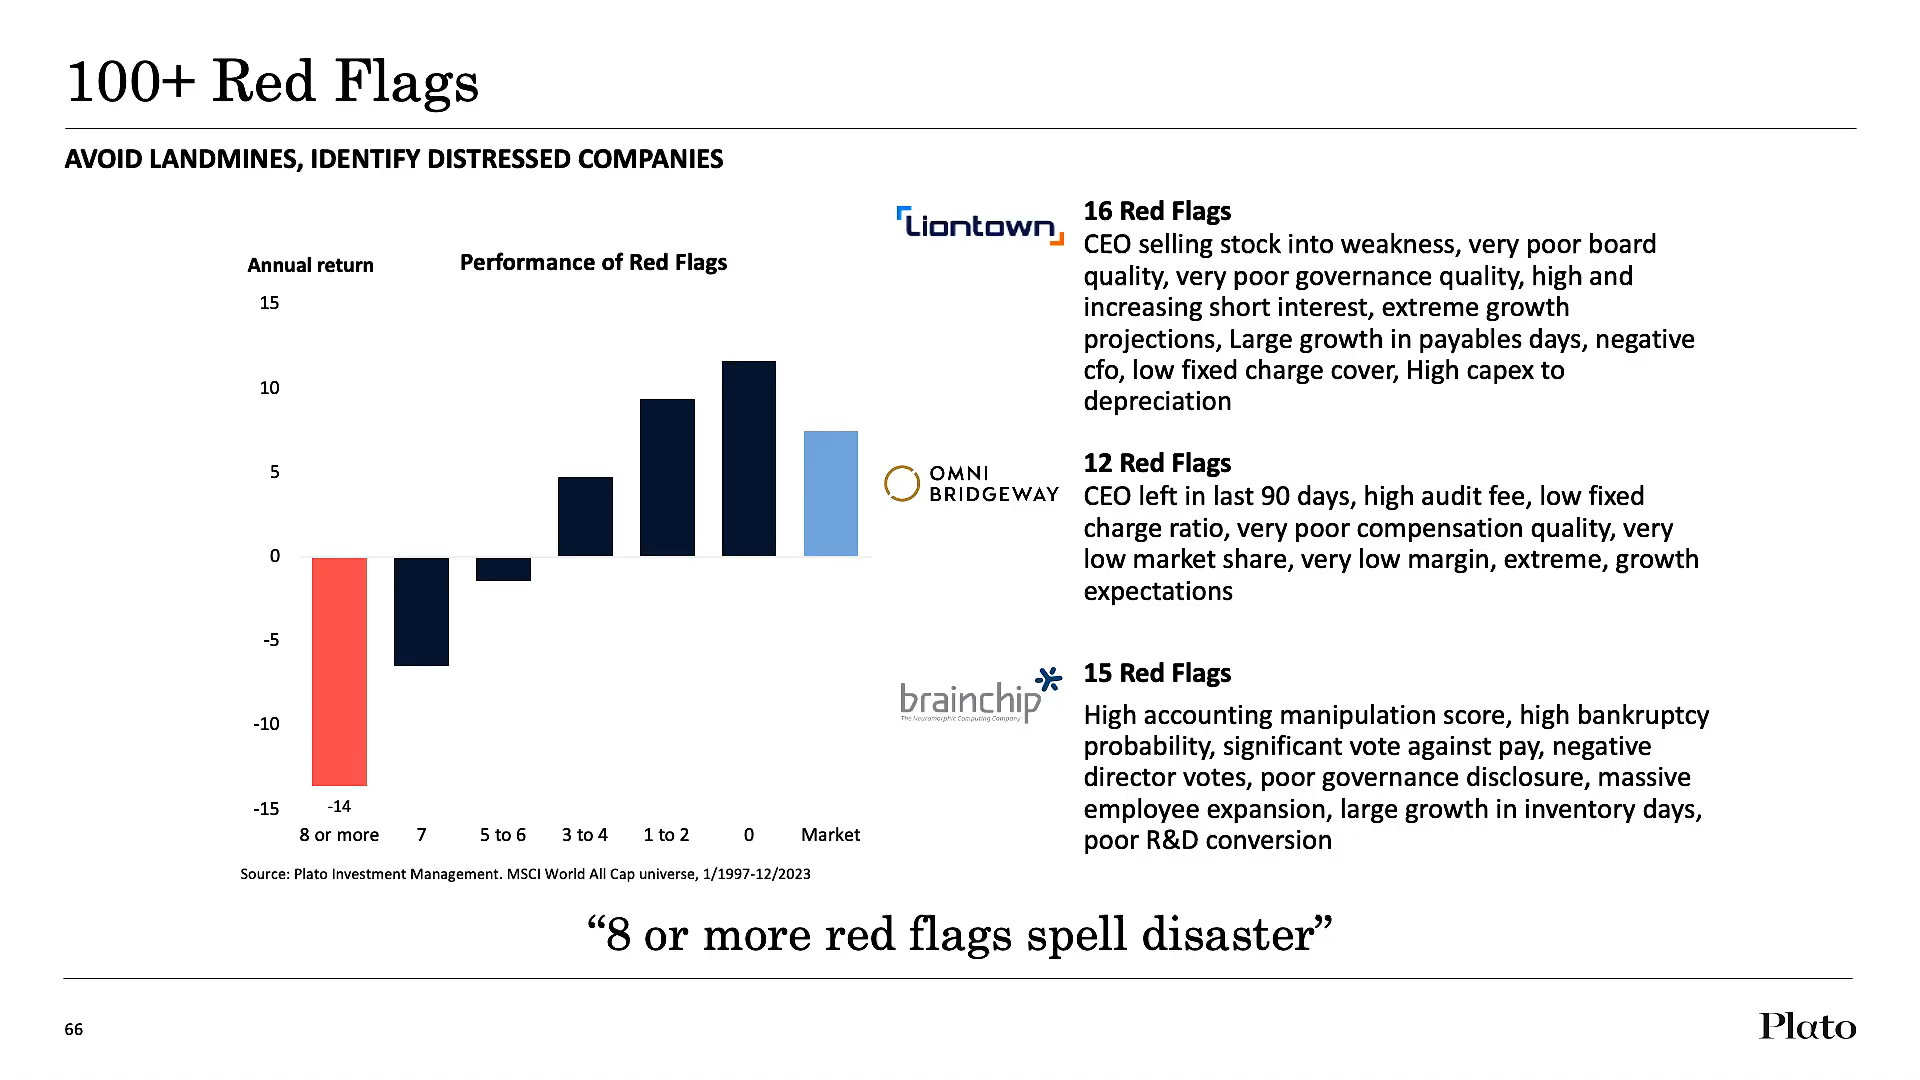 100+ Red Flags
AVOID LANDMINES, IDENTIFY DISTRESSED COMPANIES
Annual return
Performance of Red Flags
15
10
5
0
-5
-10
-15
-14
8 or more
7
5 to 6
3 to 4
1 to 2
0
Market
Source: Plato Investment Management. MSCI World All Cap universe, 1/1997-12/2023
Liontown
16 Red Flags
CEO selling stock into weakness, very poor board
quality, very poor governance quality, high and
increasing short interest, extreme growth
projections, Large growth in payables days, negative
cfo, low fixed charge cover, High capex to
depreciation
OMNI
BRIDGEWAY
12 Red Flags
CEO left in last 90 days, high audit fee, low fixed
charge ratio, very poor compensation quality, very
low market share, very low margin, extreme, growth
expectations
brainchip
The Neuromorphic Computing Company
15 Red Flags
High accounting manipulation score, high bankruptcy
probability, significant vote against pay, negative
director votes, poor governance disclosure, massive
employee expansion, large growth in inventory days,
poor R&D conversion
“8 or more red flags spell disaster”
66
Plato